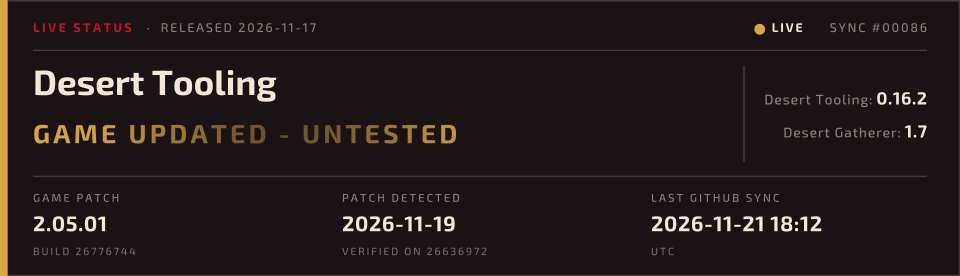 LIVE STATUS · RELEASED 2026-11-17
LIVE SYNC #00086
Desert Tooling
GAME UPDATED - UNTESTED
Desert Tooling: 0.16.2
Desert Gatherer: 1.7
GAME PATCH
2.05.01
BUILD 26776744
PATCH DETECTED
2026-11-19
VERIFIED ON 26636972
LAST GITHUB SYNC
2026-11-21 18:12
UTC